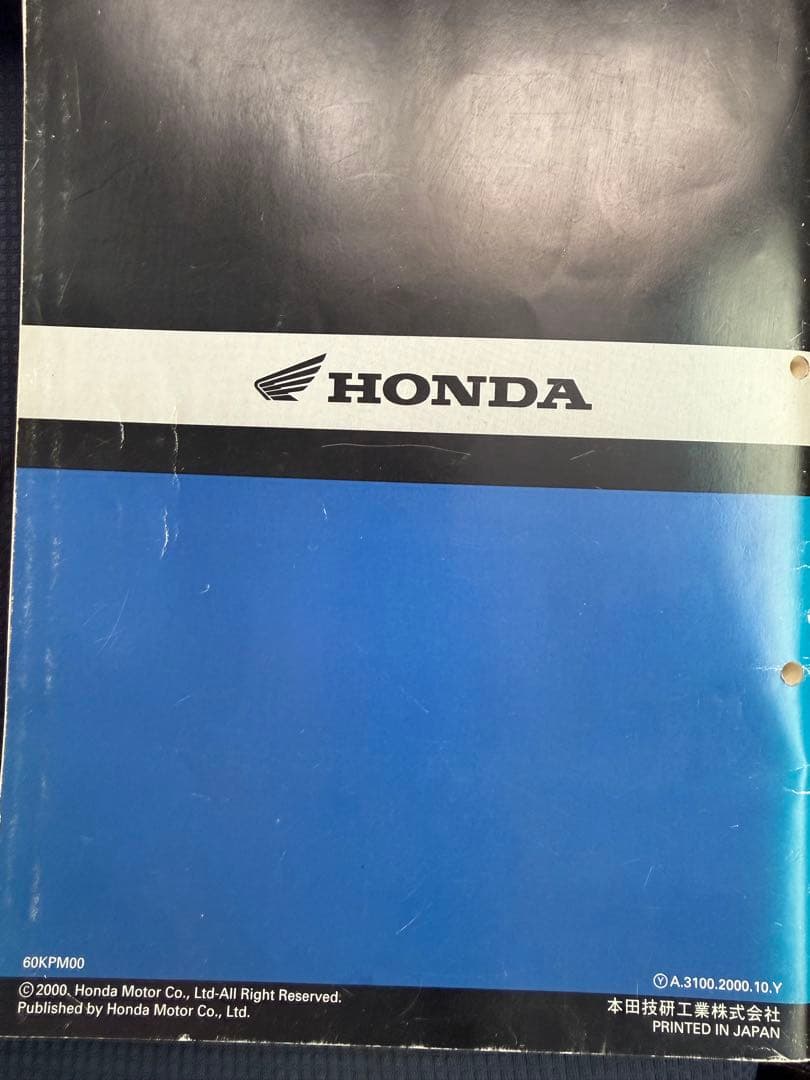 HONDA
60KPM00
Ⓨ A.3100.2000.10.Y
©2000. Honda Motor Co., Ltd-All Right Reserved.
Published by Honda Motor Co., Ltd.
本田技研工業株式会社
PRINTED IN JAPAN